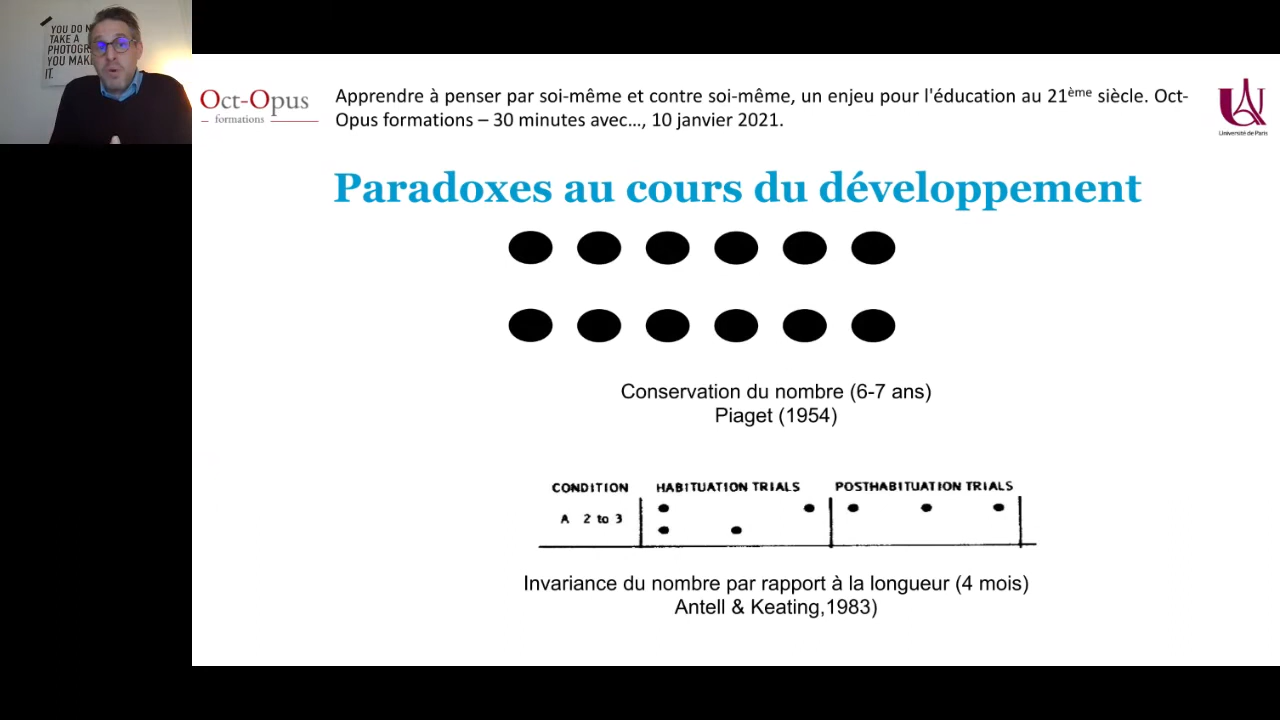 YOU DO N
TAKE A
PHOTOGR
YOU MAK
IT.
Oct-Opus
formations
Apprendre à penser par soi-même et contre soi-même, un enjeu pour l'éducation au 21ème siècle. Oct-
Opus formations – 30 minutes avec…, 10 janvier 2021.
Université de Paris
Paradoxes au cours du développement
Conservation du nombre (6-7 ans)
Piaget (1954)
CONDITION HABITUATION TRIALS POSTHABITUATION TRIALS
A 2 to 3
Invariance du nombre par rapport à la longueur (4 mois)
Antell & Keating,1983)